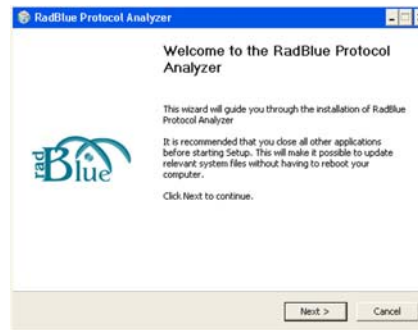 RadBlue Protocol Analyzer
Welcome to the RadBlue Protocol
Analyzer
This wizard will guide you through the installation of RadBlue
Protocol Analyzer
It is recommended that you close all other applications
before starting Setup. This will make it possible to update
relevant system files without having to reboot your
computer.
Click Next to continue.
rad
Blue
Next >
Cancel